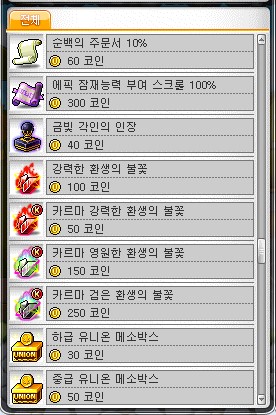 전체
순백의 주문서 10%
60 코인
에픽 잠재능력 부여 스크롤 100%
300 코인
금빛 각인의 인장
40 코인
강력한 환생의 불꽃
100 코인
K
카르마 강력한 환생의 불꽃
50 코인
K
카르마 영원한 환생의 불꽃
150 코인
K
카르마 검은 환생의 불꽃
250 코인
UNION
하급 유니온 메소박스
30 코인
UNION
중급 유니온 메소박스
50 코인